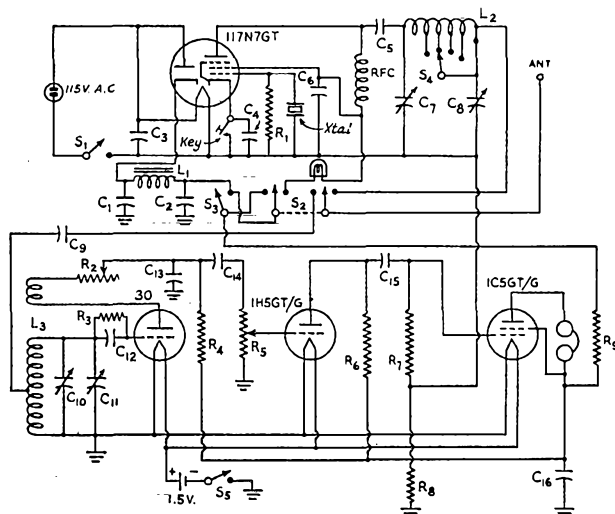 117N7GT
L2
C5
ANT
C6
RFC
S4
115V. A.C
C7
C8
C3
C4
R1
Xtal
Key
S1
L1
C1
C2
S3
S2
C9
R2
C13
C14
30
1H5GT/G
C15
1C5GT/G
R3
L3
C12
R4
R5
R6
R7
R9
C10
C11
+ -
1.5V.
S5
R8
C16